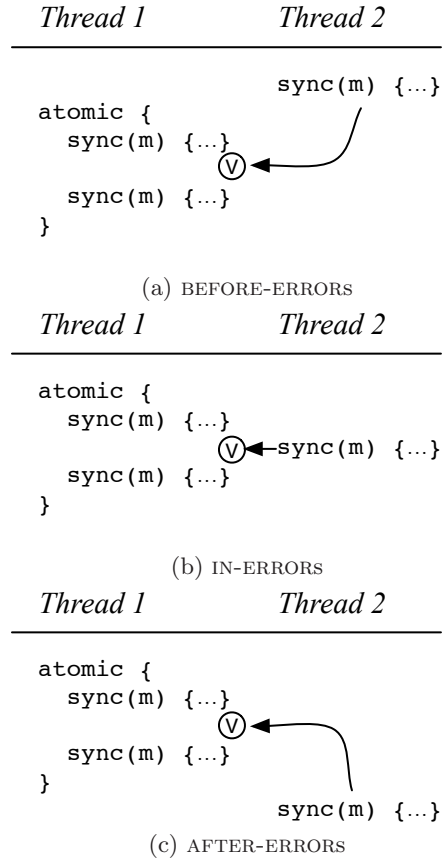 Thread 1 Thread 2
sync(m) {...}
atomic {
sync(m) {...}
V
sync(m) {...}
}
(a) BEFORE-ERRORS
Thread 1 Thread 2
atomic {
sync(m) {...}
V sync(m) {...}
sync(m) {...}
}
(b) IN-ERRORS
Thread 1 Thread 2
atomic {
sync(m) {...}
V
sync(m) {...}
}
sync(m) {...}
(c) AFTER-ERRORS